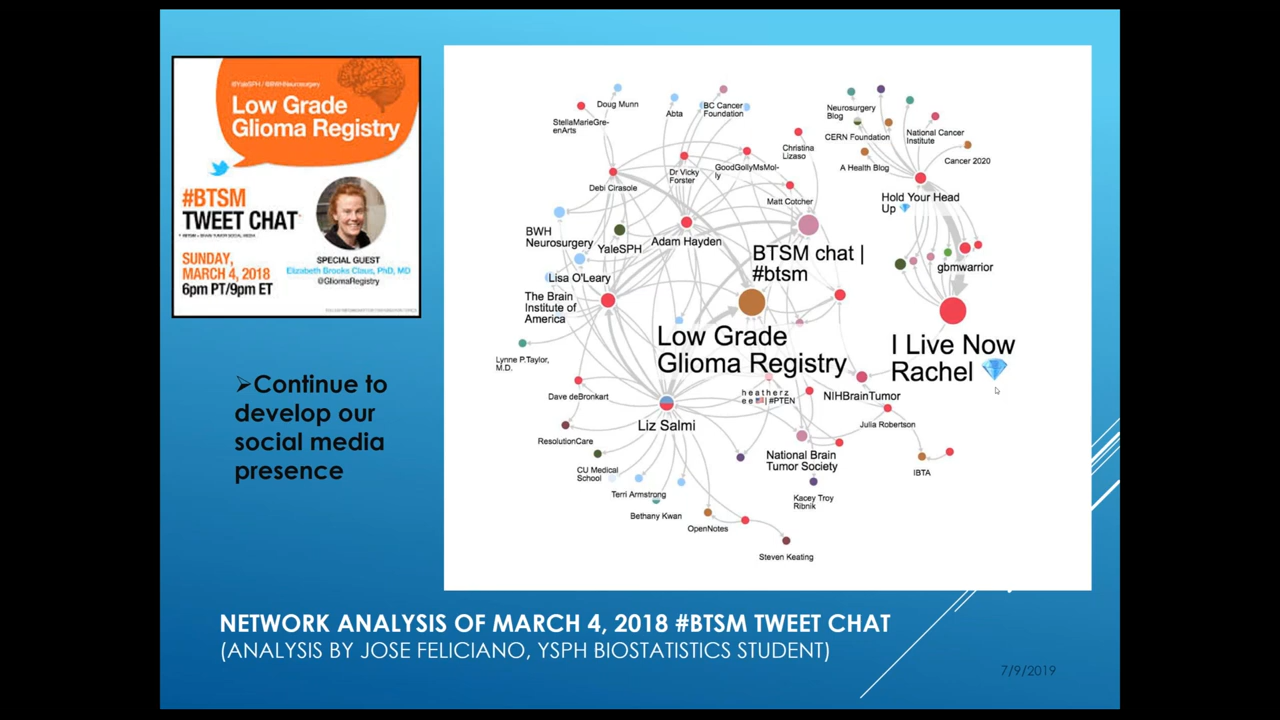 @YaleSPH / @BWHNeurosurgery
Low Grade
Glioma Registry
#BTSM
TWEET CHAT
SUNDAY,
MARCH 4, 2018
6pm PT/9pm ET
SPECIAL GUEST
Elizabeth Brooks Claus, PhD, MD
@GliomaRegistry
➢Continue to
develop our
social media
presence
Doug Munn
StellaMarieGre-
enArts
Abta
BC Cancer
Foundation
Christina
Lizaso
Debi Cirasole
Dr Vicky
Forster
GoodGollyMsMol-
ly
Matt Cotcher
Neurosurgery
Blog
CERN Foundation
National Cancer
Institute
A Health Blog
Cancer 2020
Hold Your Head
Up 💎
gbmwarrior
BWH
Neurosurgery
YaleSPH
Adam Hayden
BTSM chat |
#btsm
Lisa O'Leary
The Brain
Institute of
America
Low Grade
Glioma Registry
I Live Now
Rachel 💎
Lynne P.Taylor,
M.D.
Dave deBronkart
heatherz
#PTEN
NIHBrainTumor
Liz Salmi
Julia Robertson
ResolutionCare
National Brain
Tumor Society
IBTA
CU Medical
School
Terri Armstrong
Kacey Troy
Ribnik
Bethany Kwan
OpenNotes
Steven Keating
NETWORK ANALYSIS OF MARCH 4, 2018 #BTSM TWEET CHAT
(ANALYSIS BY JOSE FELICIANO, YSPH BIOSTATISTICS STUDENT)
7/9/2019